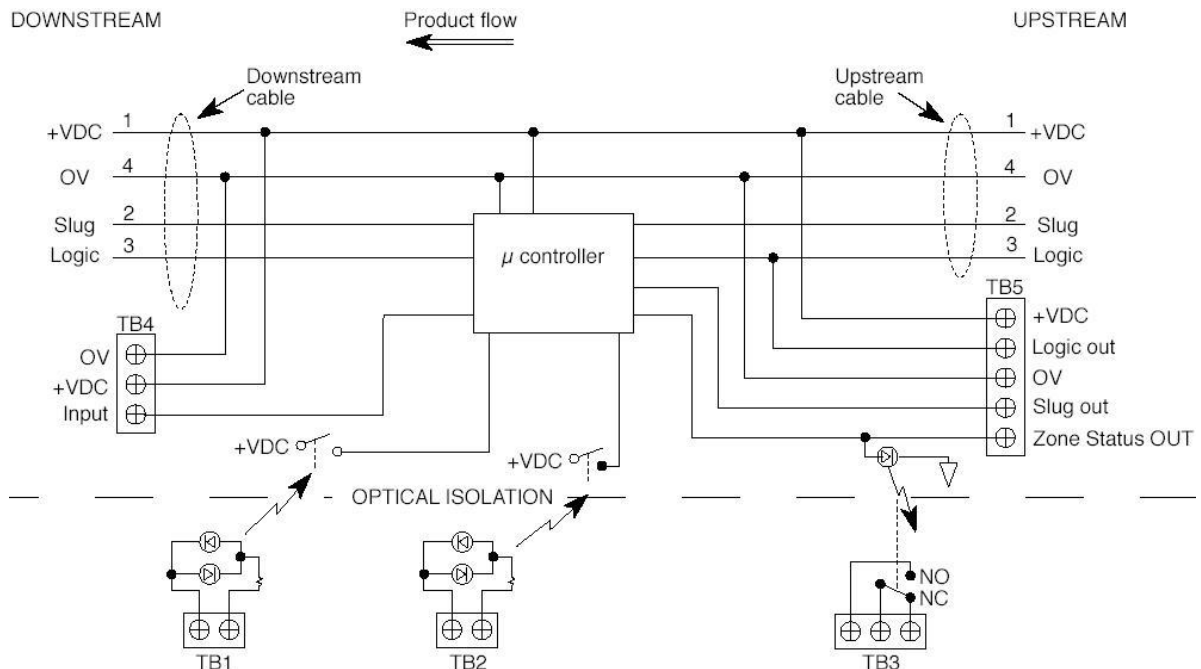 DOWNSTREAM
Product flow
UPSTREAM
Downstream
cable
Upstream
cable
+VDC 1
1 +VDC
OV 4
4 OV
Slug 2
2 Slug
Logic 3
3 Logic
µ controller
TB4
OV
+VDC
Input
TB5
+VDC
Logic out
OV
Slug out
Zone Status OUT
+VDC
+VDC
OPTICAL ISOLATION
NO
NC
TB1
TB2
TB3